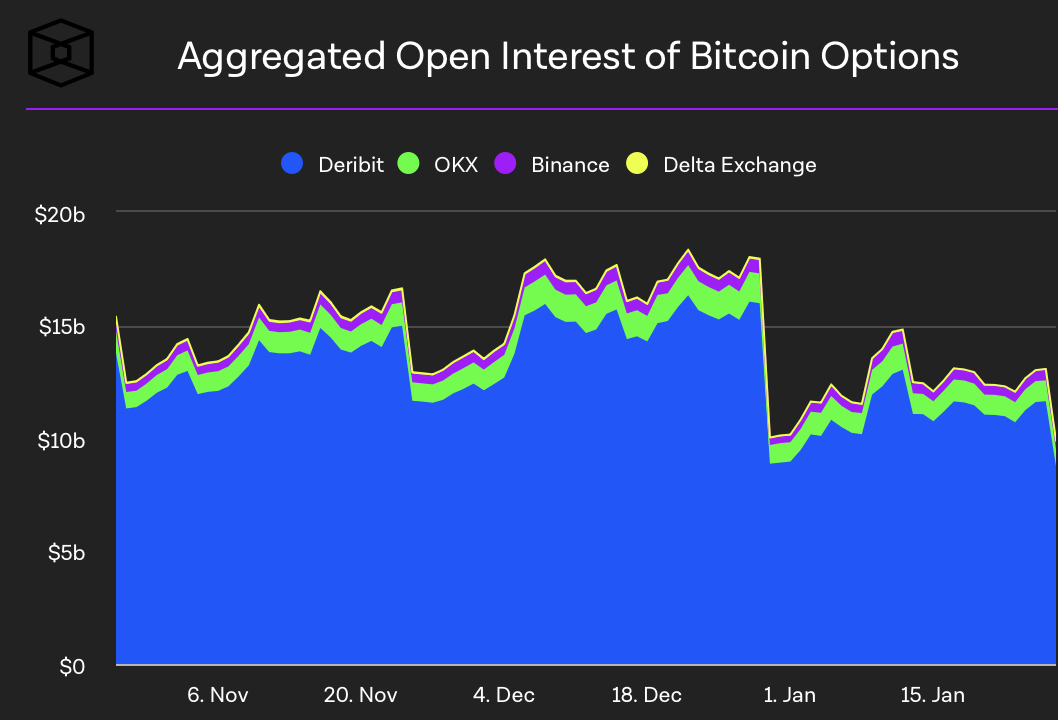 Aggregated Open Interest of Bitcoin Options
Deribit OKX Binance Delta Exchange
$20b
$15b
$10b
$5b
$0
6. Nov 20. Nov 4. Dec 18. Dec 1. Jan 15. Jan